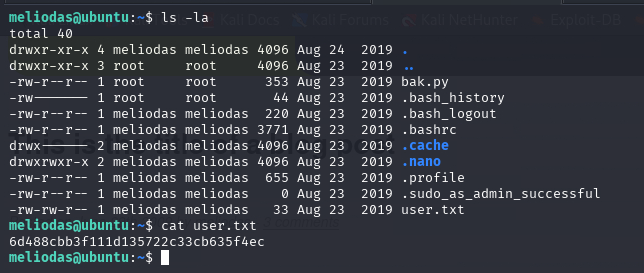 meliodas@ubuntu:~$ ls -la
total 40
drwxr-xr-x 4 meliodas meliodas 4096 Aug 24  2019 .
drwxr-xr-x 3 root     root     4096 Aug 23  2019 ..
-rw-r--r-- 1 root     root      353 Aug 23  2019 bak.py
-rw------- 1 root     root       44 Aug 23  2019 .bash_history
-rw-r--r-- 1 meliodas meliodas  220 Aug 23  2019 .bash_logout
-rw-r--r-- 1 meliodas meliodas 3771 Aug 23  2019 .bashrc
drwx------ 2 meliodas meliodas 4096 Aug 23  2019 .cache
drwxrwxr-x 2 meliodas meliodas 4096 Aug 23  2019 .nano
-rw-r--r-- 1 meliodas meliodas  655 Aug 23  2019 .profile
-rw-r--r-- 1 meliodas meliodas    0 Aug 23  2019 .sudo_as_admin_successful
-rw-rw-r-- 1 meliodas meliodas   33 Aug 23  2019 user.txt
meliodas@ubuntu:~$ cat user.txt
6d488cbb3f111d135722c33cb635f4ec
meliodas@ubuntu:~$